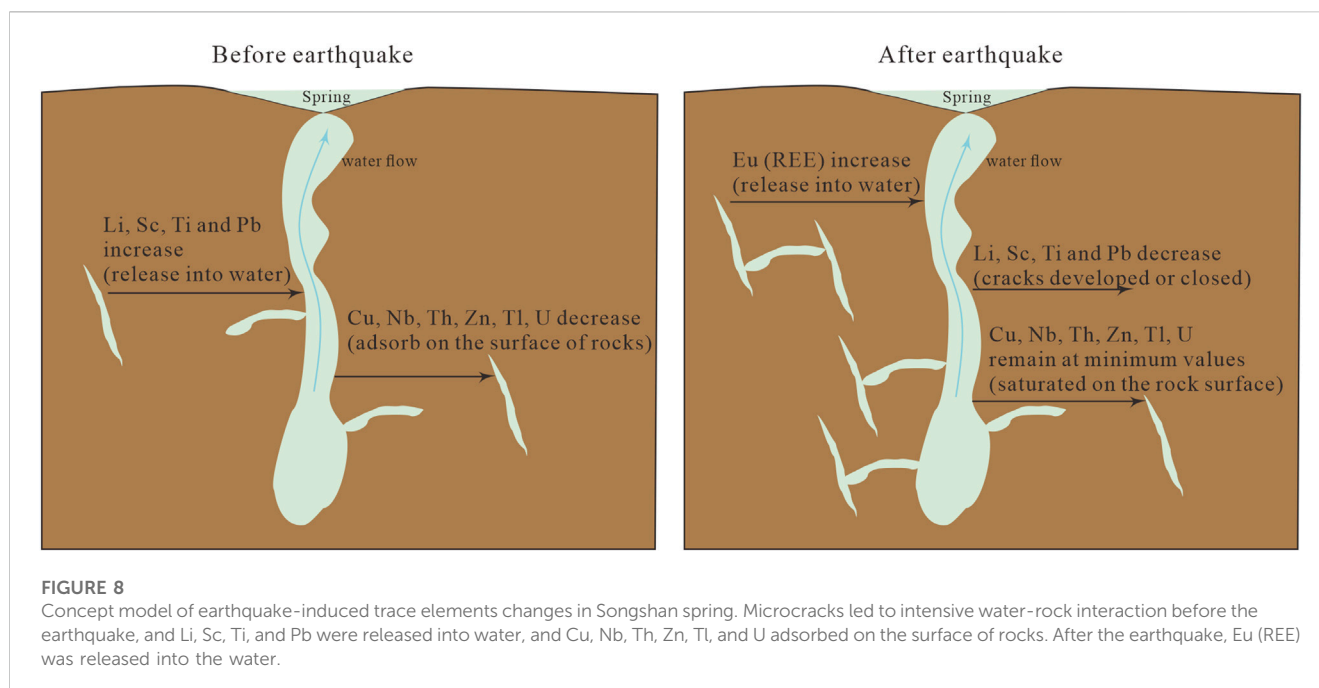 Before earthquake
Spring
water flow
Li, Sc, Ti and Pb
increase
(release into water)
Cu, Nb, Th, Zn, Tl, U decrease
(adsorb on the surface of rocks)
After earthquake
Spring
water flow
Eu (REE) increase
(release into water)
Li, Sc, Ti and Pb decrease
(cracks developed or closed)
Cu, Nb, Th, Zn, Tl, U
remain at minimum values
(saturated on the rock surface)
FIGURE 8
Concept model of earthquake-induced trace elements changes in Songshan spring. Microcracks led to intensive water-rock interaction before the
earthquake, and Li, Sc, Ti, and Pb were released into water, and Cu, Nb, Th, Zn, Tl, and U adsorbed on the surface of rocks. After the earthquake, Eu (REE)
was released into the water.